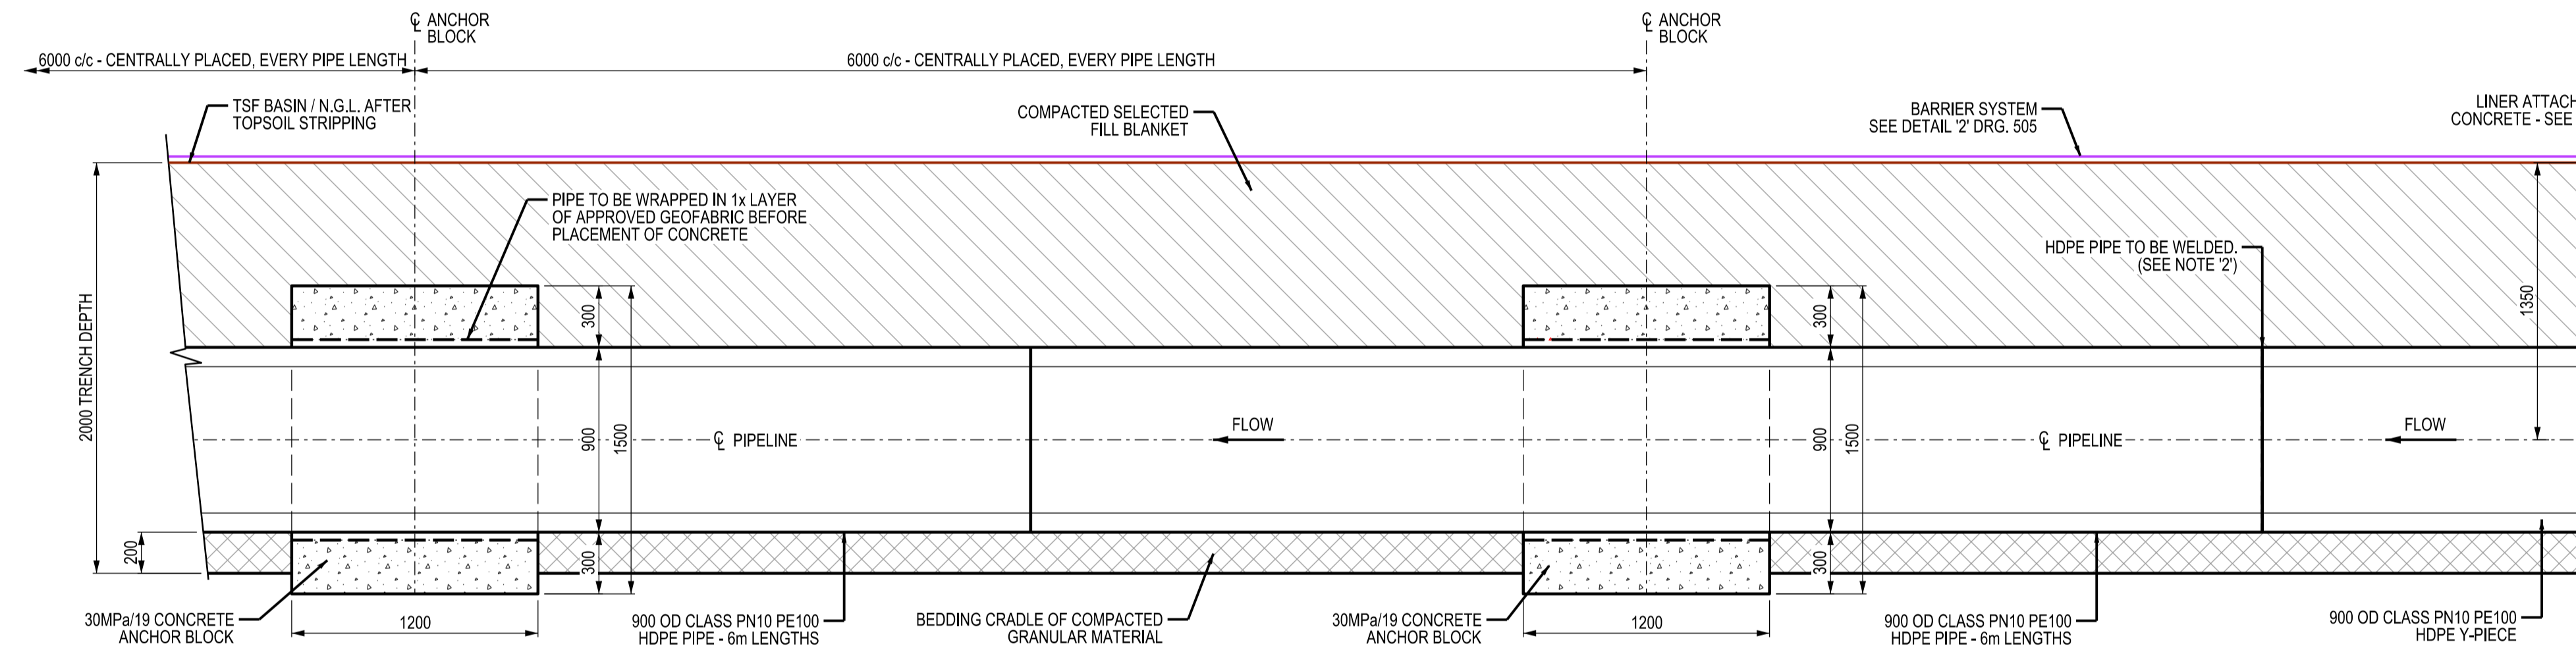 ℄ ANCHOR
BLOCK
℄ ANCHOR
BLOCK
6000 c/c - CENTRALLY PLACED, EVERY PIPE LENGTH
6000 c/c - CENTRALLY PLACED, EVERY PIPE LENGTH
TSF BASIN / N.G.L. AFTER
TOPSOIL STRIPPING
COMPACTED SELECTED
FILL BLANKET
BARRIER SYSTEM
SEE DETAIL '2' DRG. 505
LINER ATTACH
CONCRETE - SEE
PIPE TO BE WRAPPED IN 1x LAYER
OF APPROVED GEOFABRIC BEFORE
PLACEMENT OF CONCRETE
HDPE PIPE TO BE WELDED.
(SEE NOTE '2')
2000 TRENCH DEPTH
200
300
900
300
1500
300
900
300
1500
1350
℄ PIPELINE
FLOW
℄ PIPELINE
FLOW
30MPa/19 CONCRETE
ANCHOR BLOCK
1200
900 OD CLASS PN10 PE100
HDPE PIPE - 6m LENGTHS
BEDDING CRADLE OF COMPACTED
GRANULAR MATERIAL
30MPa/19 CONCRETE
ANCHOR BLOCK
1200
900 OD CLASS PN10 PE100
HDPE PIPE - 6m LENGTHS
900 OD CLASS PN10 PE100
HDPE Y-PIECE